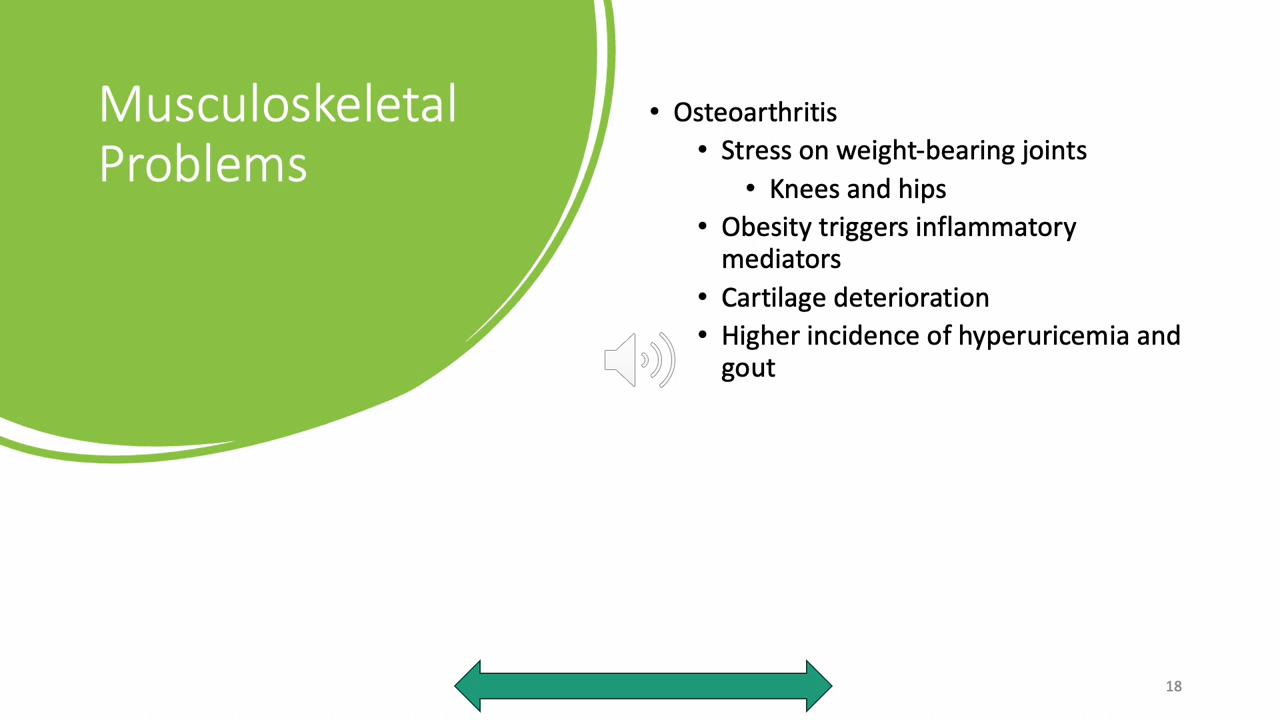 Musculoskeletal
Problems
• Osteoarthritis
• Stress on weight-bearing joints
• Knees and hips
• Obesity triggers inflammatory
mediators
• Cartilage deterioration
• Higher incidence of hyperuricemia and
gout
18